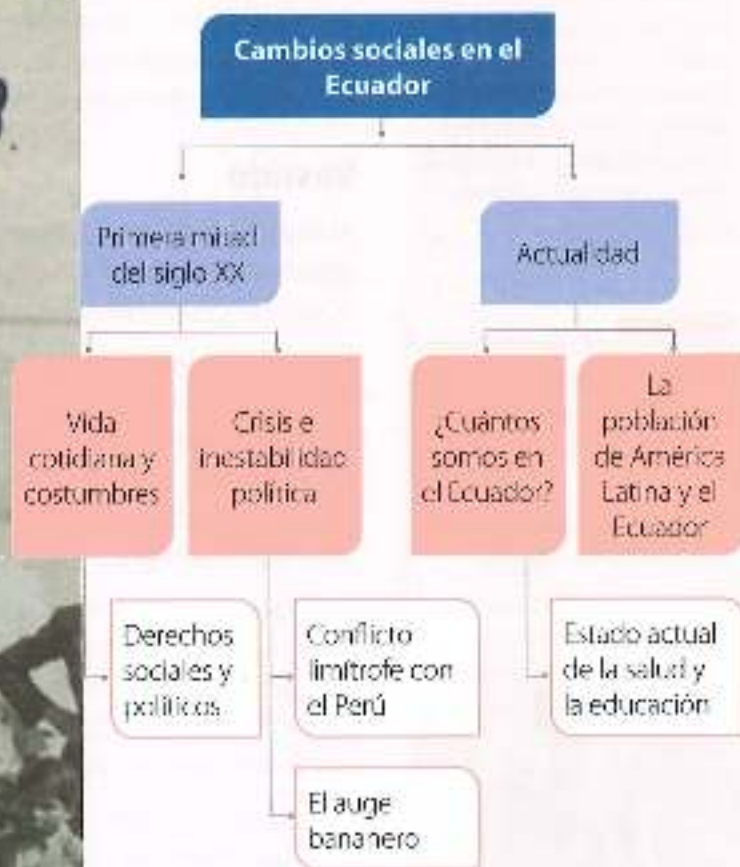 Cambios sociales en el
Ecuador
Primera mitad
del siglo XX
Actualidad
Vida
cotidiana y
costumbres
Crisis e
inestabilidad
política
¿Cuántos
somos en
el Ecuador?
La
población
de América
Latina y el
Ecuador
Derechos
sociales y
políticos
Conflicto
limítrofe con
el Perú
Estado actual
de la salud y
la educación
El auge
bananero